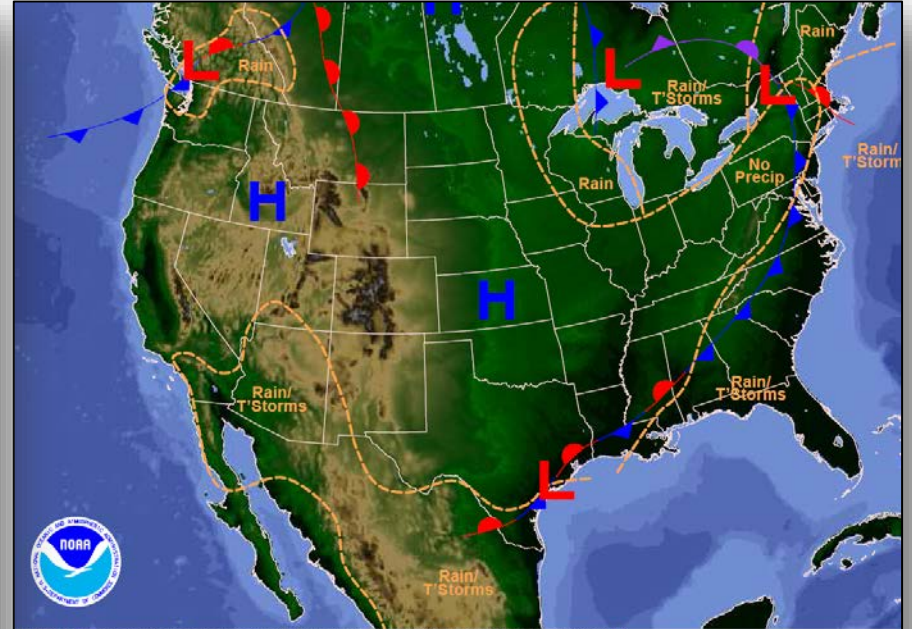 H
L
Rain
L
L
Rain
Rain/
T'Storms
Rain/
T'Storm
Rain
No
Precip
H
H
Rain/
T'Storms
Rain/
T'Storms
L
Rain/
T'Storms
NOAA